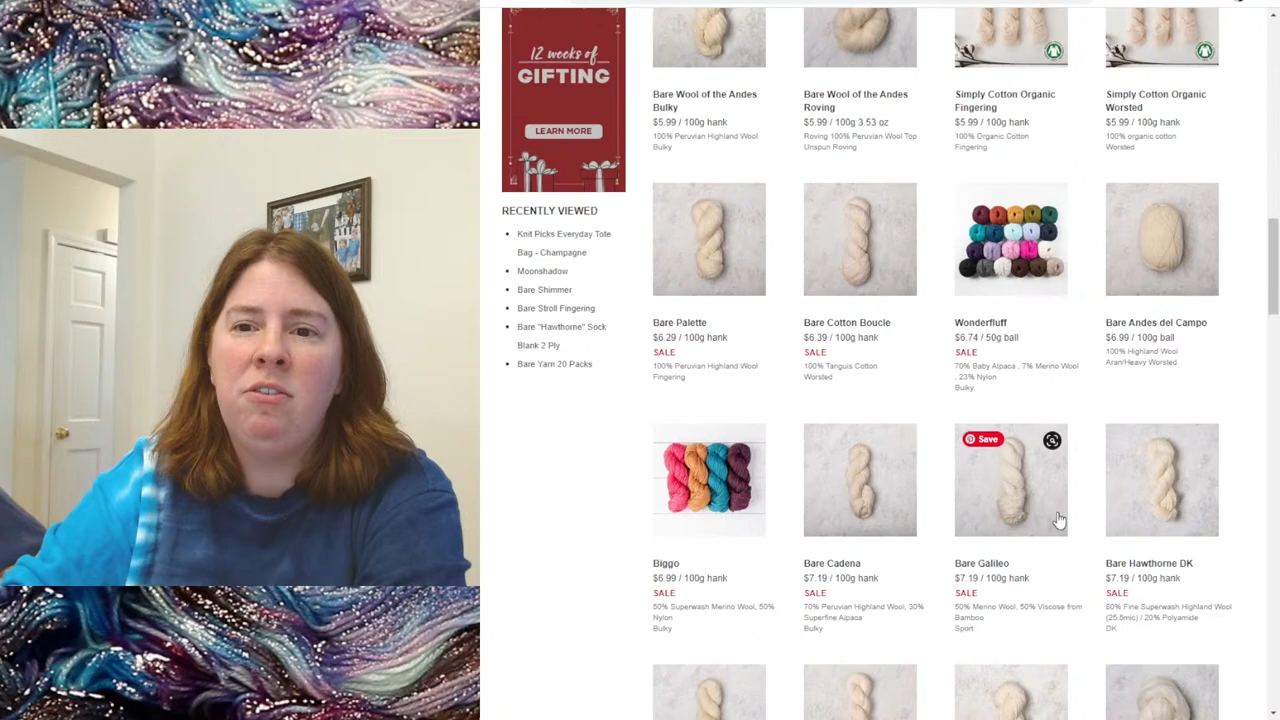 12 weeks of
GIFTING
LEARN MORE
RECENTLY VIEWED
Knit Picks Everyday Tote
Bag - Champagne
Moonshadow
Bare Shimmer
Bare Stroll Fingering
Bare "Hawthorne" Sock
Blank 2 Ply
Bare Yarn 20 Packs
Bare Wool of the Andes
Bulky
$5.99 / 100g hank
100% Peruvian Highland Wool
Bulky
Bare Wool of the Andes
Roving
$5.99 / 100g 3.53 oz
Roving 100% Peruvian Wool Top
Unspun Roving
Simply Cotton Organic
Fingering
$5.99 / 100g hank
100% Organic Cotton
Fingering
Simply Cotton Organic
Worsted
$5.99 / 100g hank
100% organic cotton
Worsted
Bare Palette
$6.29 / 100g hank
SALE
100% Peruvian Highland Wool
Fingering
Bare Cotton Boucle
$6.39 / 100g hank
SALE
100% Tanguis Cotton
Worsted
Wonderfluff
$6.74 / 50g ball
SALE
70% Baby Alpaca , 7% Merino Wool
, 23% Nylon
Bulky
Bare Andes del Campo
$6.99 / 100g ball
100% Highland Wool
Aran/Heavy Worsted
Biggo
$6.99 / 100g hank
SALE
50% Superwash Merino Wool, 50%
Nylon
Bulky
Bare Cadena
$7.19 / 100g hank
SALE
70% Peruvian Highland Wool, 30%
Superfine Alpaca
Bulky
Save
Bare Galileo
$7.19 / 100g hank
SALE
50% Merino Wool, 50% Viscose from
Bamboo
Sport
Bare Hawthorne DK
$7.19 / 100g hank
SALE
80% Fine Superwash Highland Wool
(25.5mic) / 20% Polyamide
DK